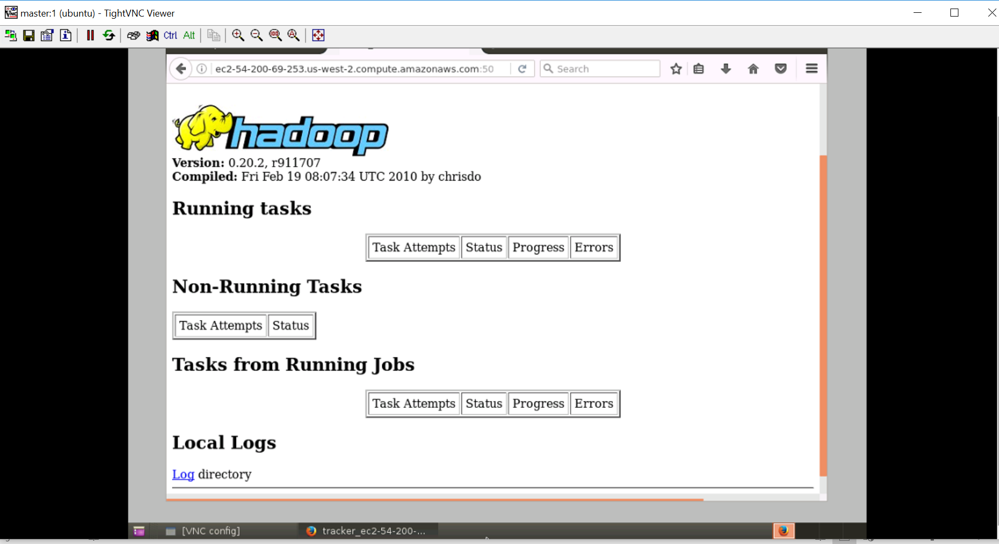 master:1 (ubuntu) - TightVNC Viewer
Ctrl Alt
ec2-54-200-69-253.us-west-2.compute.amazonaws.com:50
Search
hadoop
Version: 0.20.2, r911707
Compiled: Fri Feb 19 08:07:34 UTC 2010 by chrisdo
Running tasks
Task Attempts Status Progress Errors
Non-Running Tasks
Task Attempts Status
Tasks from Running Jobs
Task Attempts Status Progress Errors
Local Logs
Log directory
[VNC config] tracker_ec2-54-200-...